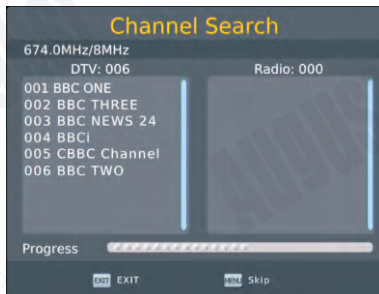 Channel Search
674.0MHz/8MHz
DTV: 006 Radio: 000
001 BBC ONE
002 BBC THREE
003 BBC NEWS 24
004 BBCi
005 CBBC Channel
006 BBC TWO
Progress
EXIT EXIT MENU Skip
August